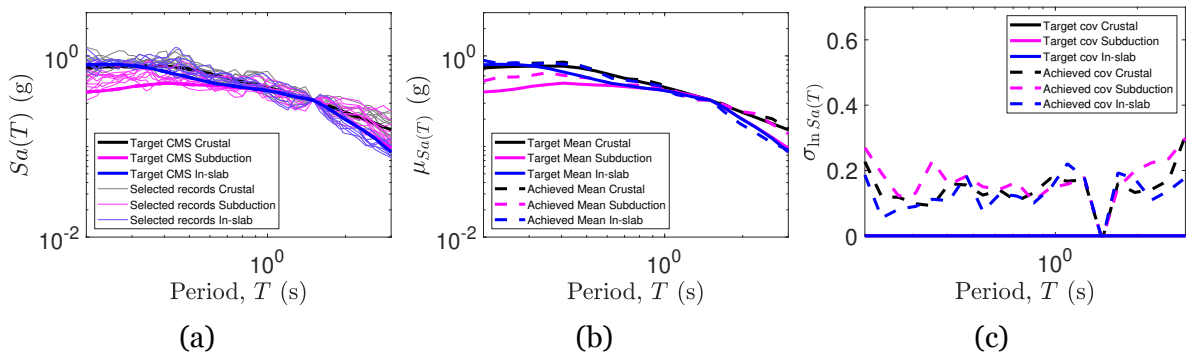 Sa(T) (g)
10^0
10^-2
Target CMS Crustal
Target CMS Subduction
Target CMS In-slab
Selected records Crustal
Selected records Subduction
Selected records In-slab
10^0
Period, T (s)
(a)
μ_Sa(T) (g)
10^0
10^-2
Target Mean Crustal
Target Mean Subduction
Target Mean In-slab
Achieved Mean Crustal
Achieved Mean Subduction
Achieved Mean In-slab
10^0
Period, T (s)
(b)
σ_ln Sa(T)
0.6
0.4
0.2
0
Target cov Crustal
Target cov Subduction
Target cov In-slab
Achieved cov Crustal
Achieved cov Subduction
Achieved cov In-slab
10^0
Period, T (s)
(c)